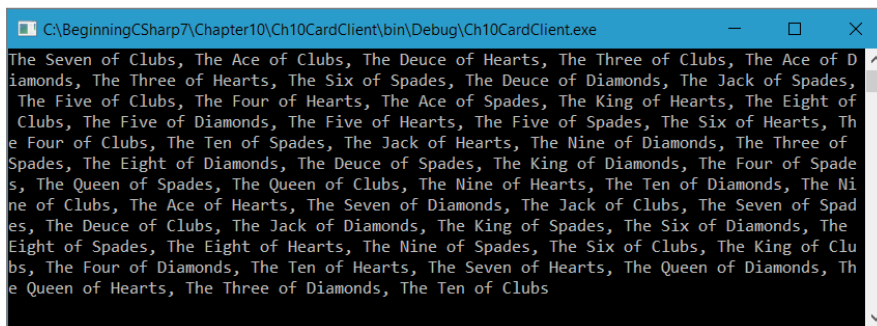 C:\BeginningCSharp7\Chapter10\Ch10CardClient\bin\Debug\Ch10CardClient.exe
The Seven of Clubs, The Ace of Clubs, The Deuce of Hearts, The Three of Clubs, The Ace of D
iamonds, The Three of Hearts, The Six of Spades, The Deuce of Diamonds, The Jack of Spades,
 The Five of Clubs, The Four of Hearts, The Ace of Spades, The King of Hearts, The Eight of
 Clubs, The Five of Diamonds, The Five of Hearts, The Five of Spades, The Six of Hearts, Th
e Four of Clubs, The Ten of Spades, The Jack of Hearts, The Nine of Diamonds, The Three of
Spades, The Eight of Diamonds, The Deuce of Spades, The King of Diamonds, The Four of Spade
s, The Queen of Spades, The Queen of Clubs, The Nine of Hearts, The Ten of Diamonds, The Ni
ne of Clubs, The Ace of Hearts, The Seven of Diamonds, The Jack of Clubs, The Seven of Spad
es, The Deuce of Clubs, The Jack of Diamonds, The King of Spades, The Six of Diamonds, The
Eight of Spades, The Eight of Hearts, The Nine of Spades, The Six of Clubs, The King of Clu
bs, The Four of Diamonds, The Ten of Hearts, The Seven of Hearts, The Queen of Diamonds, Th
e Queen of Hearts, The Three of Diamonds, The Ten of Clubs